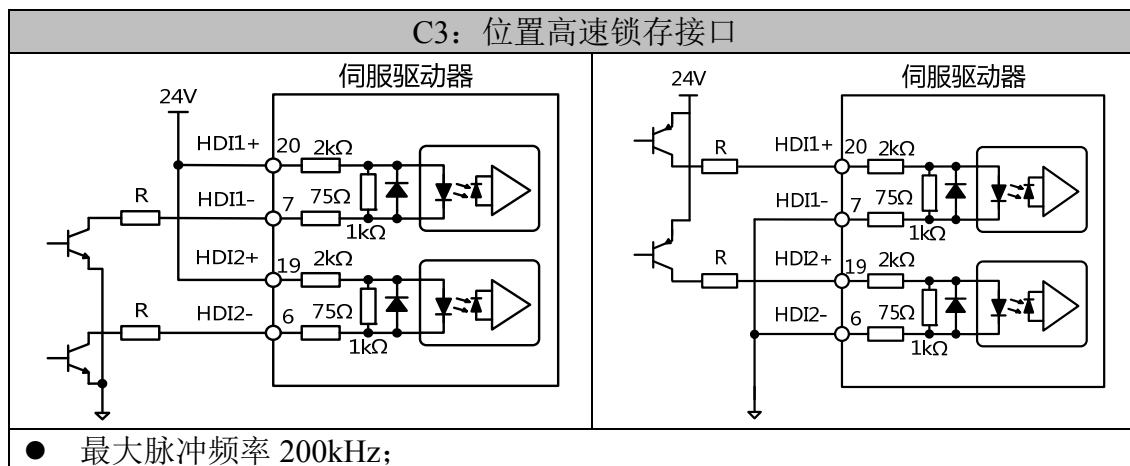 C3：位置高速锁存接口
伺服驱动器
24V
HDI1+
20
2kΩ
R
HDI1-
7
75Ω
1kΩ
HDI2+
19
2kΩ
R
HDI2-
6
75Ω
1kΩ
伺服驱动器
24V
R
HDI1+
20
2kΩ
HDI1-
7
75Ω
1kΩ
R
HDI2+
19
2kΩ
HDI2-
6
75Ω
1kΩ
● 最大脉冲频率 200kHz；